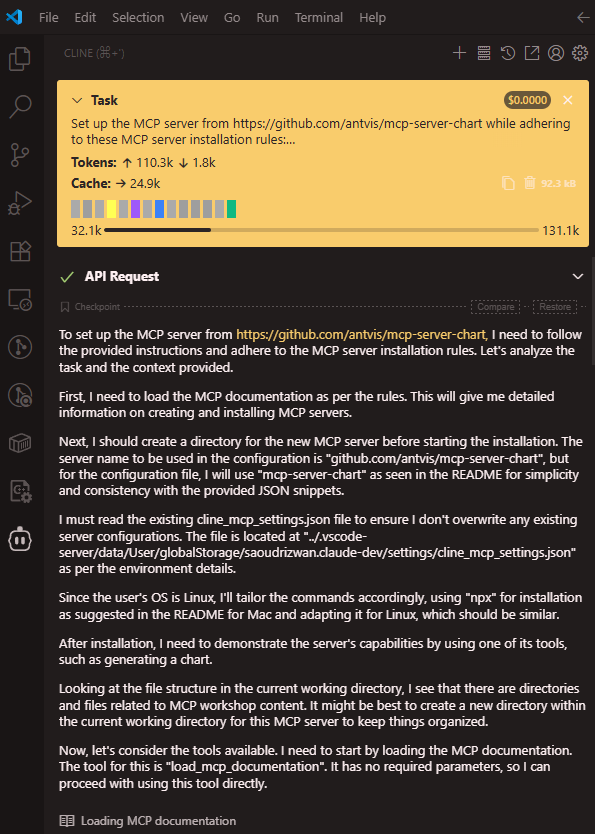 File Edit Selection View Go Run Terminal Help
CLINE (⌘+')
Task
$0.0000
Set up the MCP server from https://github.com/antvis/mcp-server-chart while adhering
to these MCP server installation rules:...
Tokens: ↑ 110.3k ↓ 1.8k
Cache: → 24.9k
92.3 kB
32.1k 131.1k
API Request
Checkpoint Compare Restore
To set up the MCP server from https://github.com/antvis/mcp-server-chart, I need to follow
the provided instructions and adhere to the MCP server installation rules. Let's analyze the
task and the context provided.
First, I need to load the MCP documentation as per the rules. This will give me detailed
information on creating and installing MCP servers.
Next, I should create a directory for the new MCP server before starting the installation. The
server name to be used in the configuration is "github.com/antvis/mcp-server-chart", but
for the configuration file, I will use "mcp-server-chart" as seen in the README for simplicity
and consistency with the provided JSON snippets.
I must read the existing cline_mcp_settings.json file to ensure I don't overwrite any existing
server configurations. The file is located at "../.vscode-
server/data/User/globalStorage/saoudrizwan.claude-dev/settings/cline_mcp_settings.json"
as per the environment details.
Since the user's OS is Linux, I'll tailor the commands accordingly, using "npx" for installation
as suggested in the README for Mac and adapting it for Linux, which should be similar.
After installation, I need to demonstrate the server's capabilities by using one of its tools,
such as generating a chart.
Looking at the file structure in the current working directory, I see that there are directories
and files related to MCP workshop content. It might be best to create a new directory within
the current working directory for this MCP server to keep things organized.
Now, let's consider the tools available. I need to start by loading the MCP documentation.
The tool for this is "load_mcp_documentation". It has no required parameters, so I can
proceed with using this tool directly.
Loading MCP documentation